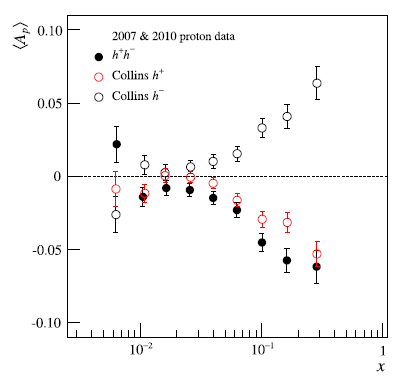 ⟨A_p⟩
0.10
2007 & 2010 proton data
h⁺h⁻
Collins h⁺
Collins h⁻
0.05
0
-0.05
-0.10
10⁻²
10⁻¹
1
x